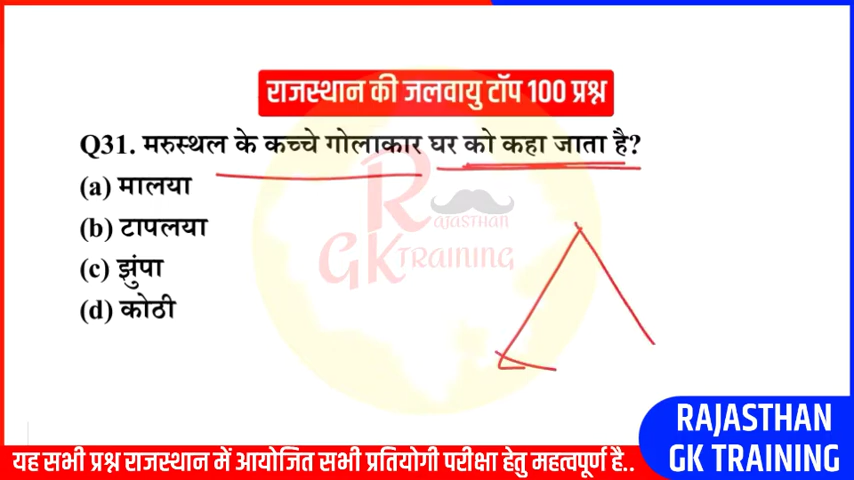 राजस्थान की जलवायु टॉप 100 प्रश्न
Q31. मरुस्थल के कच्चे गोलाकार घर को कहा जाता है?
(a) मालया
(b) टापलया
(c) झुंपा
(d) कोठी
RAJASTHAN
GK TRAINING
RAJASTHAN
GK TRAINING
यह सभी प्रश्न राजस्थान में आयोजित सभी प्रतियोगी परीक्षा हेतु महत्वपूर्ण है..